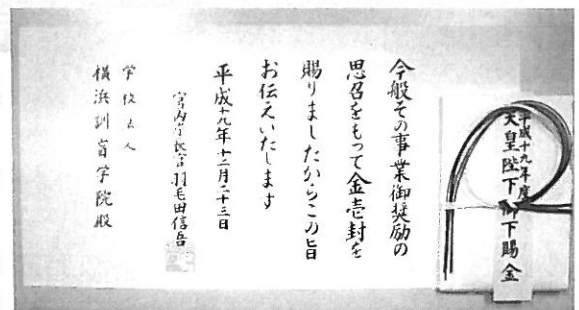 平成十九年度
天皇陛下御下賜金
今般その事業御奨励の
思召をもって金壱封を
賜りましたからこの旨
お伝えいたします
平成十九年十二月二十三日
宮内庁長官羽毛田信吾
学校法人
横浜訓盲学院殿